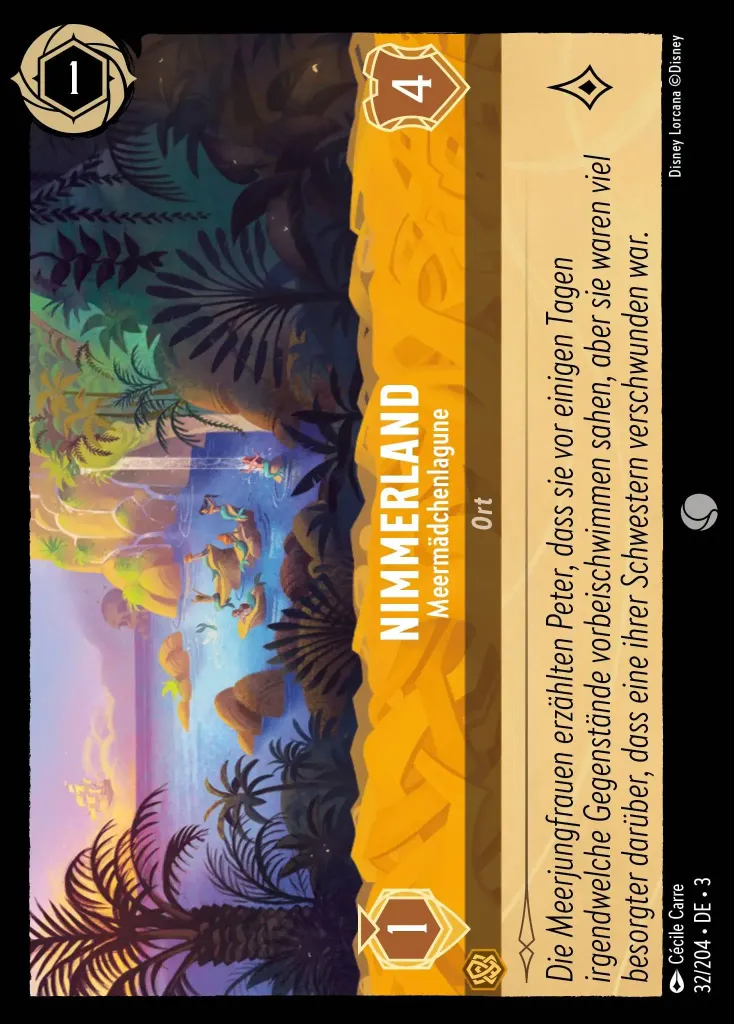 1
NIMMERLAND
Meermädchenlagune
1
4
Ort
Die Meerjungfrauen erzählten Peter, dass sie vor einigen Tagen
irgendwelche Gegenstände vorbeischwimmen sahen, aber sie waren viel
besorgter darüber, dass eine ihrer Schwestern verschwunden war.
Cécile Carre
32/204 • DE • 3
Disney Lorcana ©Disney